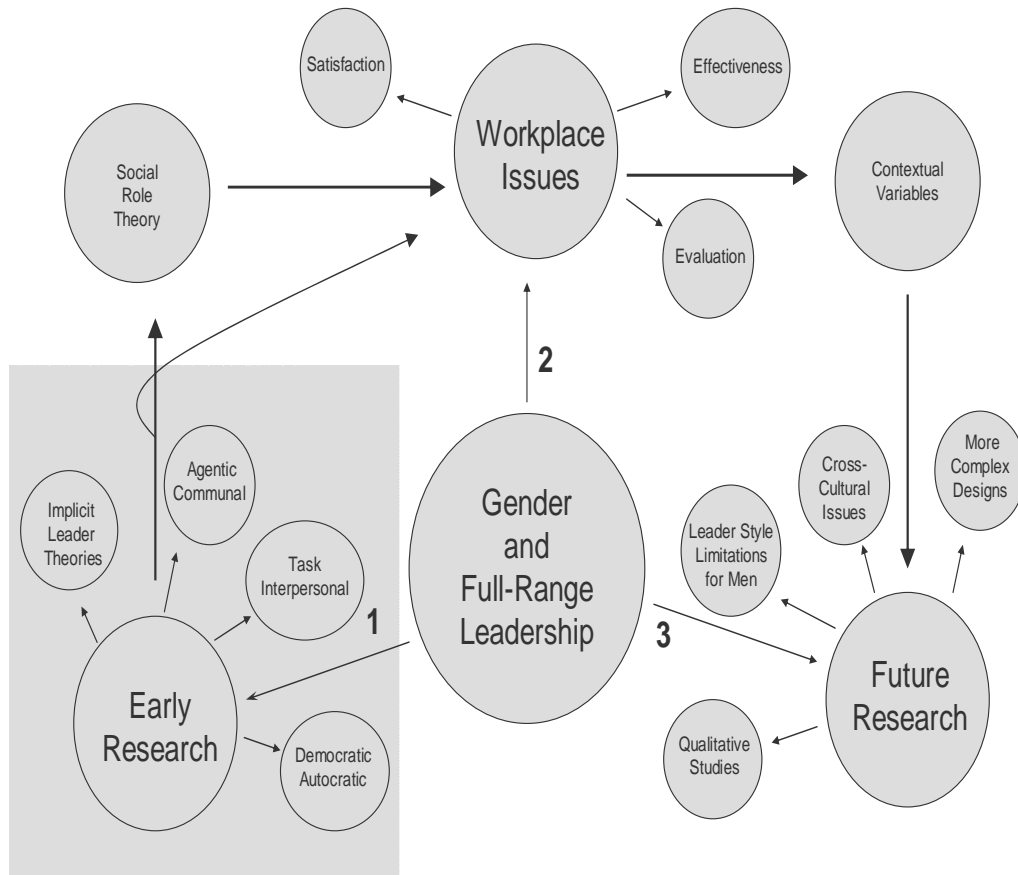 Satisfaction
Effectiveness
Workplace
Issues
Social
Role
Theory
Contextual
Variables
Evaluation
2
Agentic
Communal
Implicit
Leader
Theories
Task
Interpersonal
1
Early
Research
Democratic
Autocratic
Gender
and
Full-Range
Leadership
3
Cross-
Cultural
Issues
More
Complex
Designs
Leader Style
Limitations
for Men
Future
Research
Qualitative
Studies